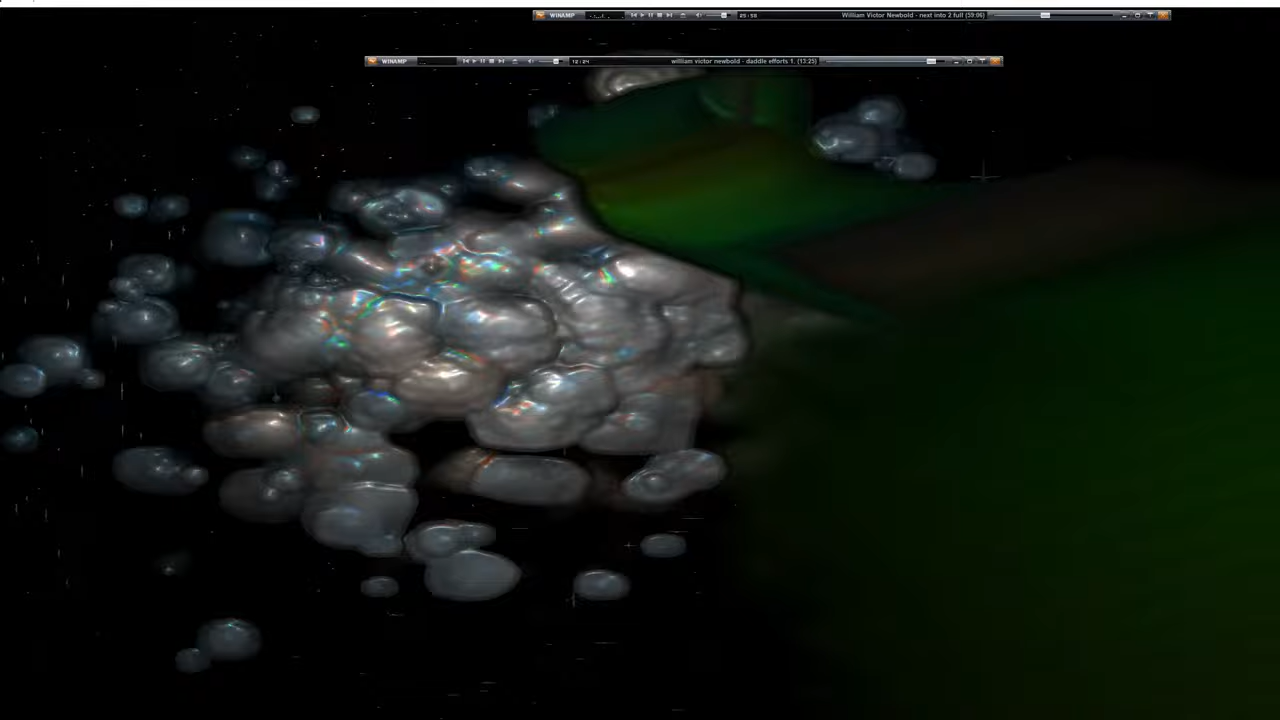 WINAMP 25:58 William Victor Newbold - next into 2 full (59:06)
WINAMP 12:24 william victor newbold - daddle efforts 1. (13:25)